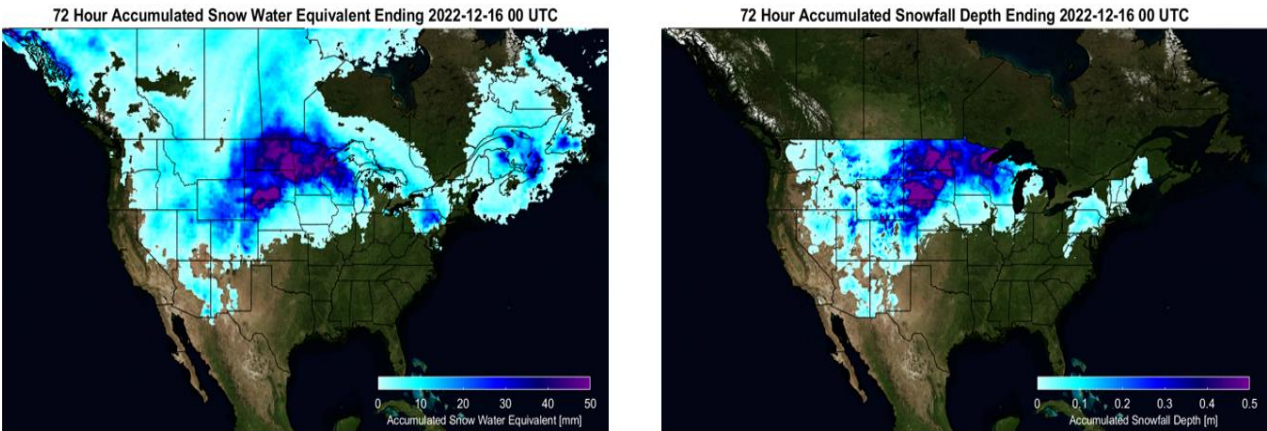 72 Hour Accumulated Snow Water Equivalent Ending 2022-12-16 00 UTC
0 10 20 30 40 50
Accumulated Snow Water Equivalent [mm]
72 Hour Accumulated Snowfall Depth Ending 2022-12-16 00 UTC
0 0.1 0.2 0.3 0.4 0.5
Accumulated Snowfall Depth [m]